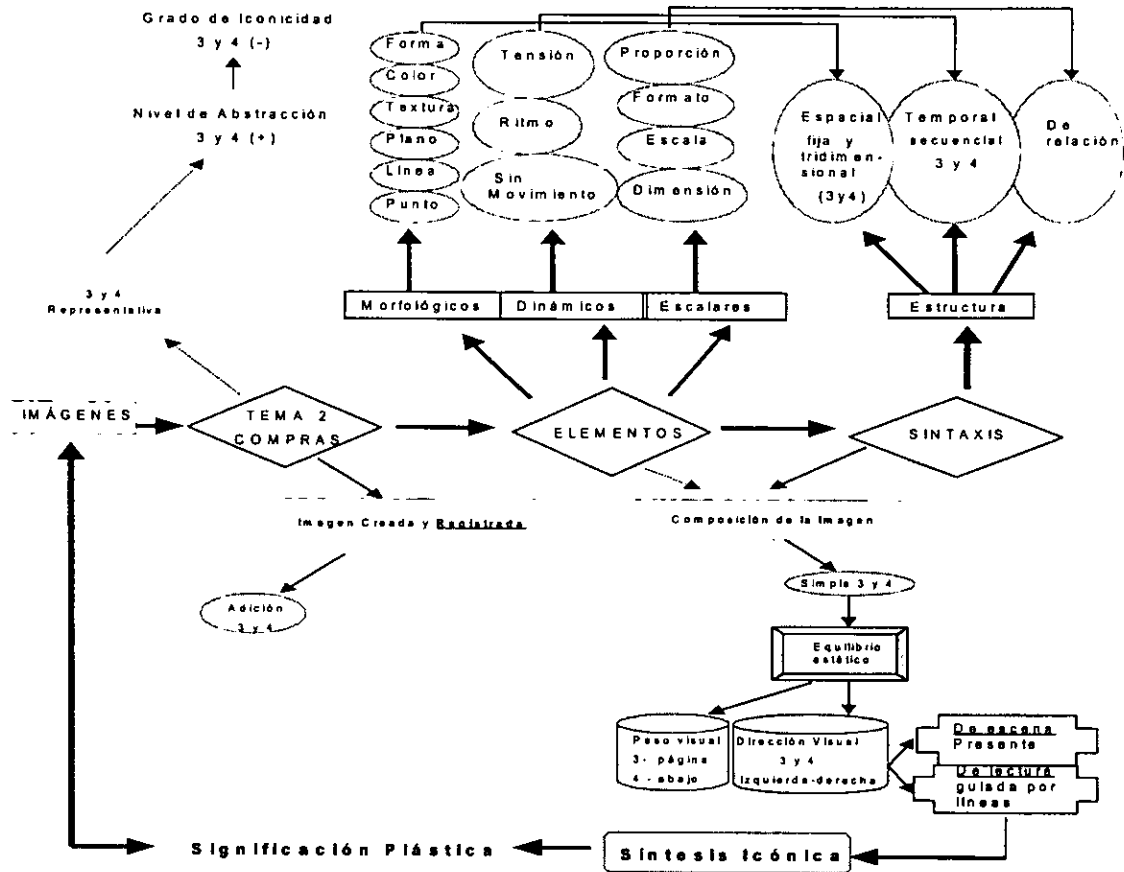 Grado de Iconicidad
3 y 4 (-)
Nivel de Abstracción
3 y 4 (+)
3 y 4
Representativa
Forma
Color
Textura
Plano
Línea
Punto
Tensión
Ritmo
Sin
Movimiento
Proporción
Formato
Escala
Dimensión
Espacial
fija y
tridimen-
sional
(3y4)
Temporal
secuencial
3 y 4
De
relación
Morfológicos
Dinámicos
Escalares
Estructura
IMÁGENES
TEMA 2
COMPRAS
ELEMENTOS
SINTAXIS
Imagen Creada y Registrada
Composición de la Imagen
Adición
3 y 4
Simple 3 y 4
Equilibrio
estático
Peso visual
3- página
4 - abajo
Dirección Visual
3 y 4
Izquierda-derecha
De escena
Presente
De lectura
guiada por
líneas
Significación Plástica
Síntesis Icónica